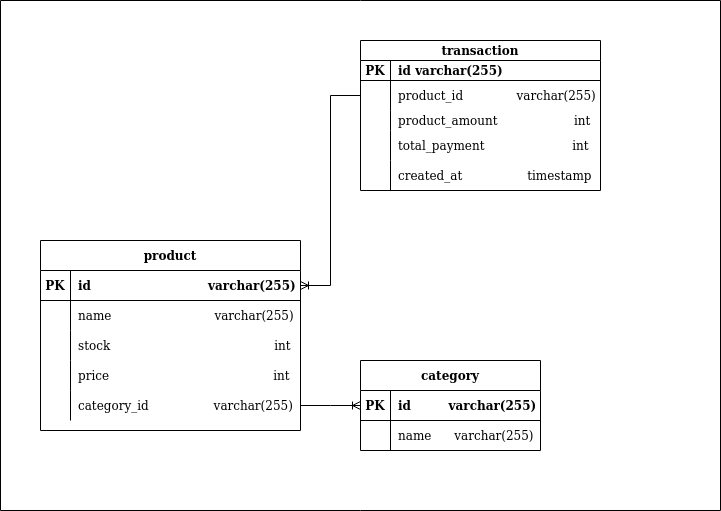 transaction
PK id varchar(255)
product_id varchar(255)
product_amount int
total_payment int
created_at timestamp
product
PK id varchar(255)
name varchar(255)
stock int
price int
category_id varchar(255)
category
PK id varchar(255)
name varchar(255)